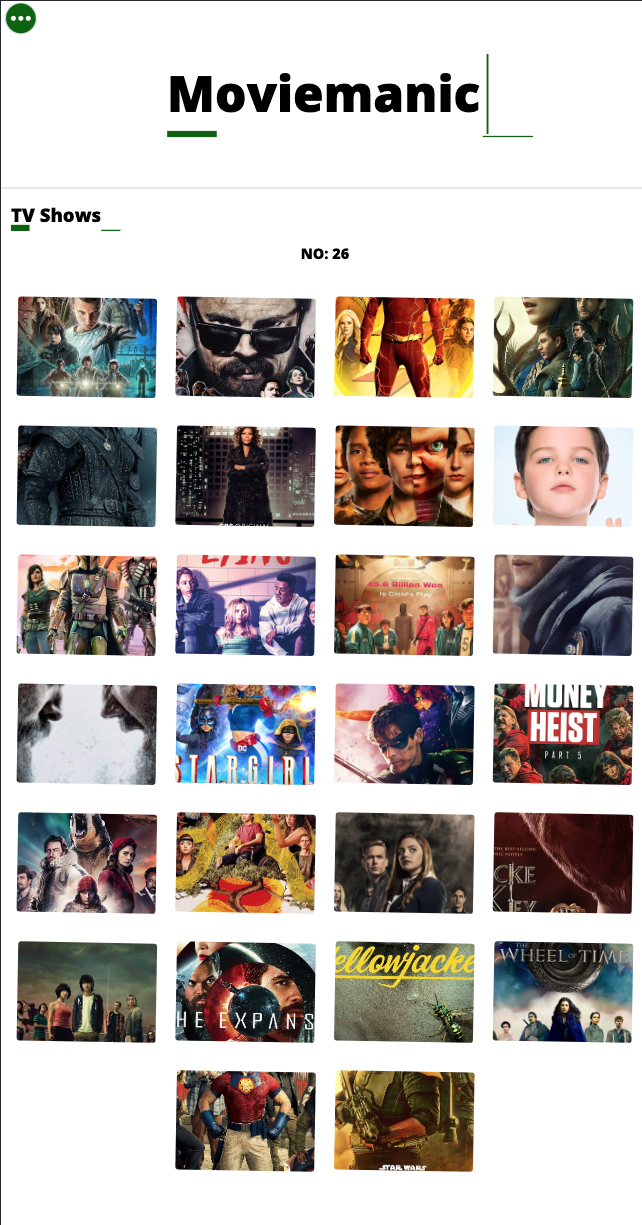 Moviemanic
TV Shows
NO: 26
LYING
45.6 Billion Won
is Child's Play
DC
STARGIRL
MONEY
HEIST
PART 5
CKE
KEY
THE EXPANS
ellowjacke
THE
WHEEL OF TIME
STAR WARS